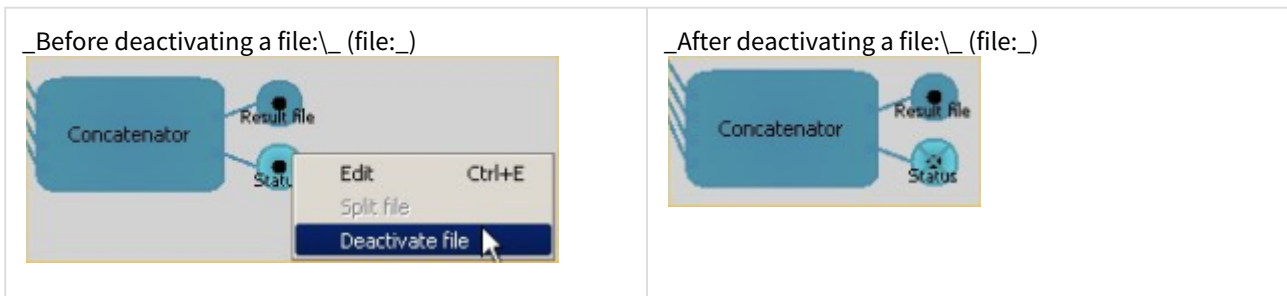 _Before deactivating a file:\_ (file:_)
Concatenator
Result file
Statu
Edit Ctrl+E
Split file
Deactivate file
_After deactivating a file:\_ (file:_)
Concatenator
Result file
Status